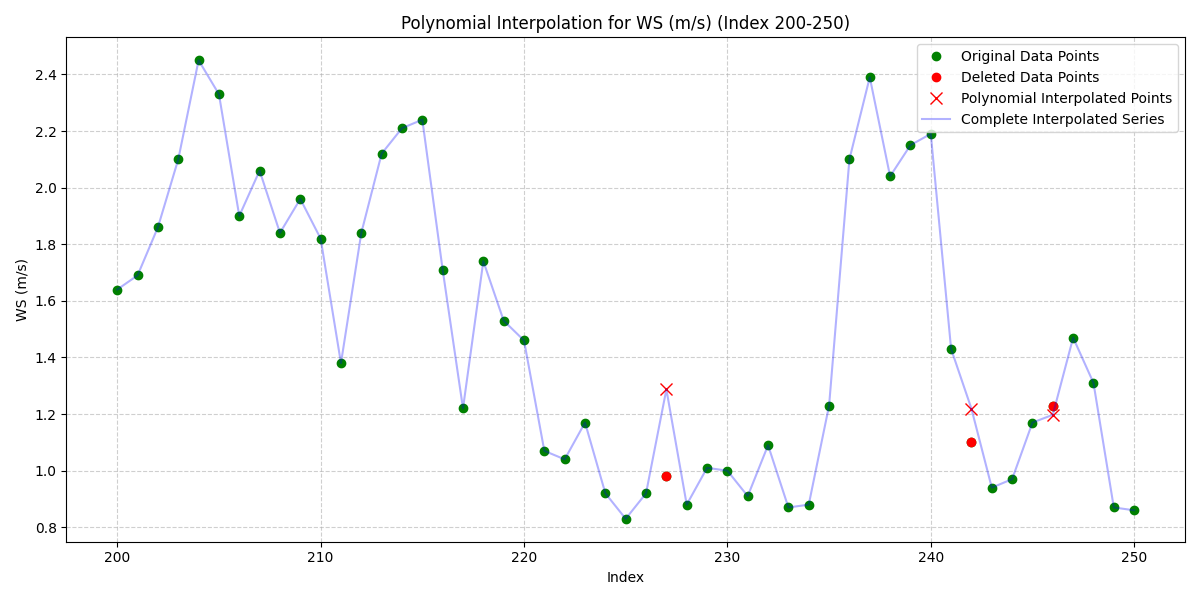 Polynomial Interpolation for WS (m/s) (Index 200-250)
Original Data Points
Deleted Data Points
Polynomial Interpolated Points
Complete Interpolated Series
WS (m/s)
2.4
2.2
2.0
1.8
1.6
1.4
1.2
1.0
0.8
200
210
220
230
240
250
Index